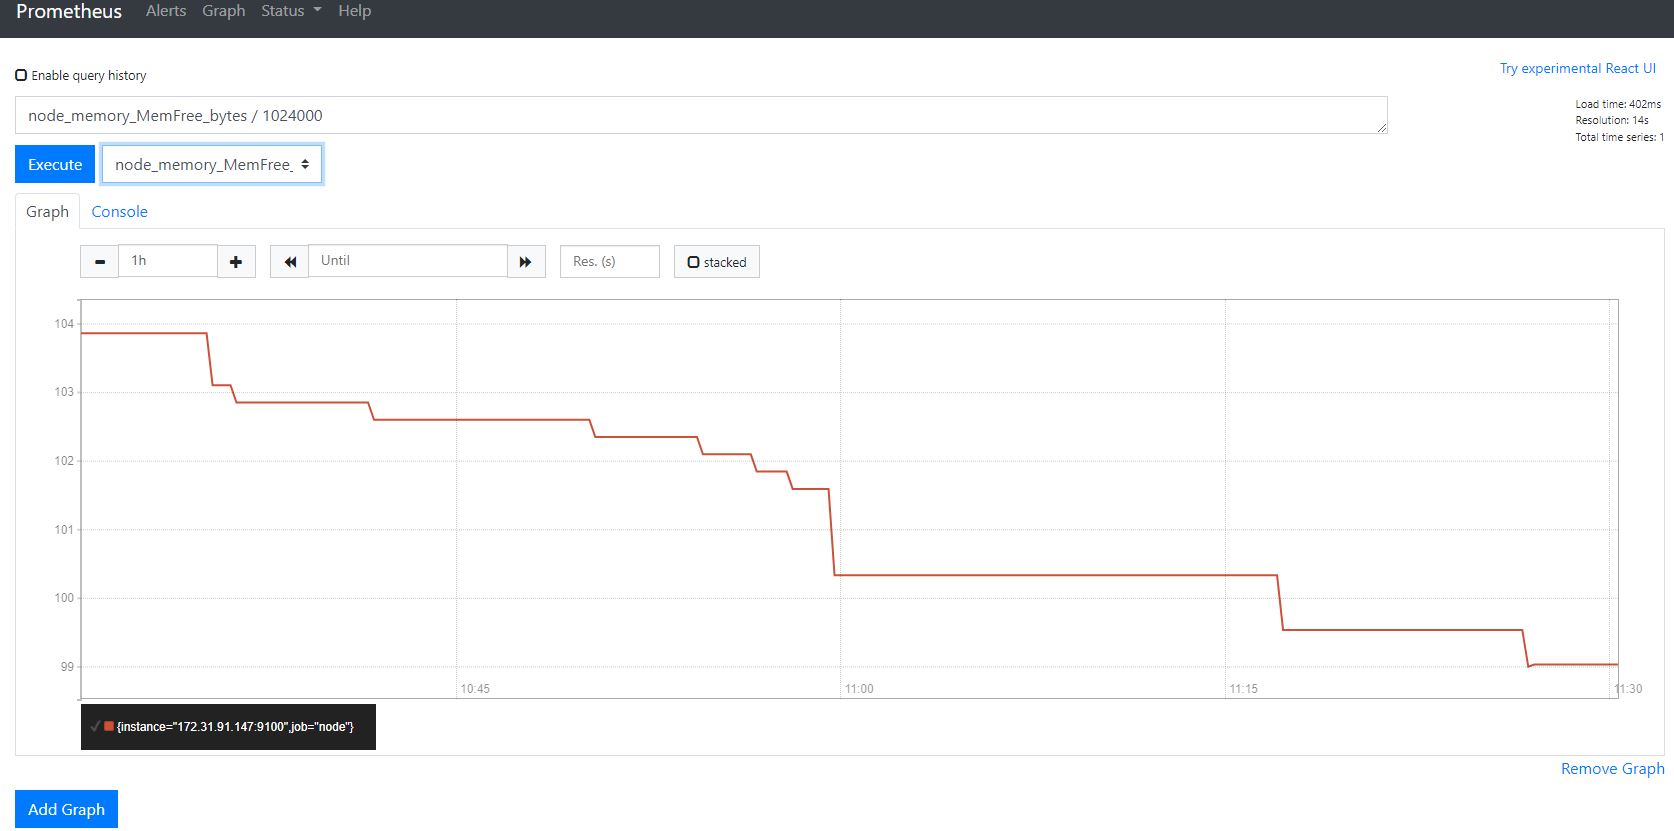 Prometheus Alerts Graph Status Help
Enable query history
Try experimental React UI
node_memory_MemFree_bytes / 1024000
Load time: 402ms
Resolution: 14s
Total time series: 1
Execute node_memory_MemFree_
Graph Console
1h Until Res. (s) stacked
104
103
102
101
100
99
10:45 11:00 11:15 11:30
{instance="172.31.91.147:9100",job="node"}
Remove Graph
Add Graph